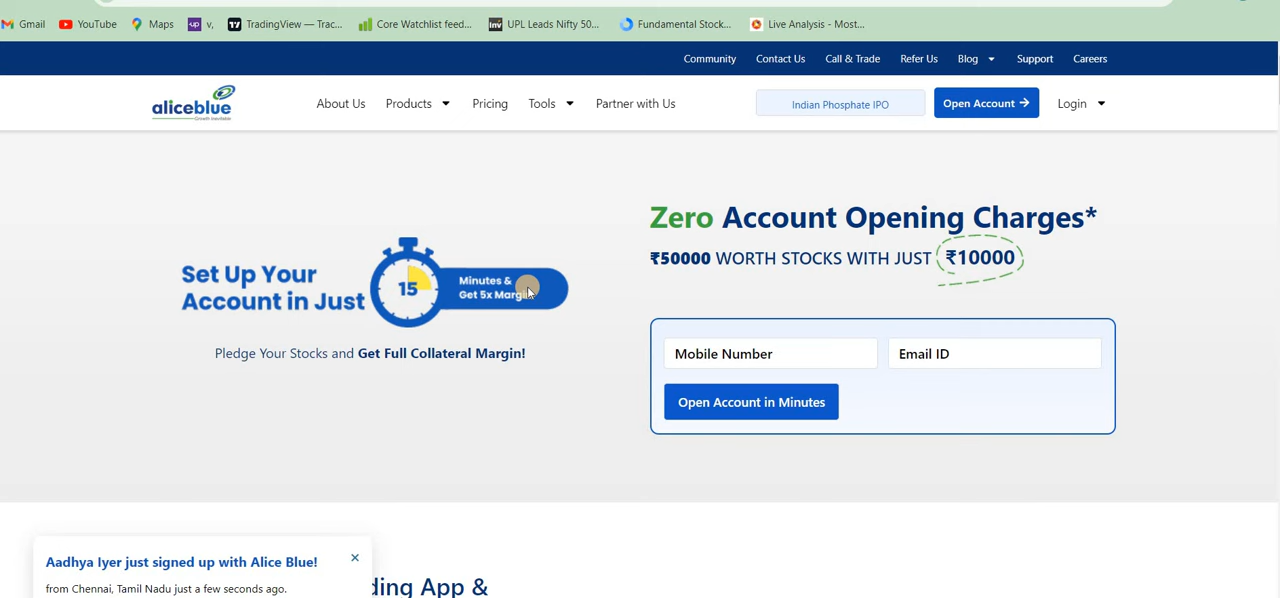 Gmail YouTube Maps up v, TradingView — Trac... Core Watchlist feed... Inv UPL Leads Nifty 50... Fundamental Stock... Live Analysis - Most...
Community Contact Us Call & Trade Refer Us Blog Support Careers
aliceblue About Us Products Pricing Tools Partner with Us Indian Phosphate IPO Open Account → Login
Growth Inevitable
Zero Account Opening Charges*
₹50000 WORTH STOCKS WITH JUST ₹10000
Set Up Your
Account in Just
15
Minutes &
Get 5x Margin
Pledge Your Stocks and Get Full Collateral Margin!
Mobile Number Email ID
Open Account in Minutes
Aadhya Iyer just signed up with Alice Blue! ×
from Chennai, Tamil Nadu just a few seconds ago.
ding App &